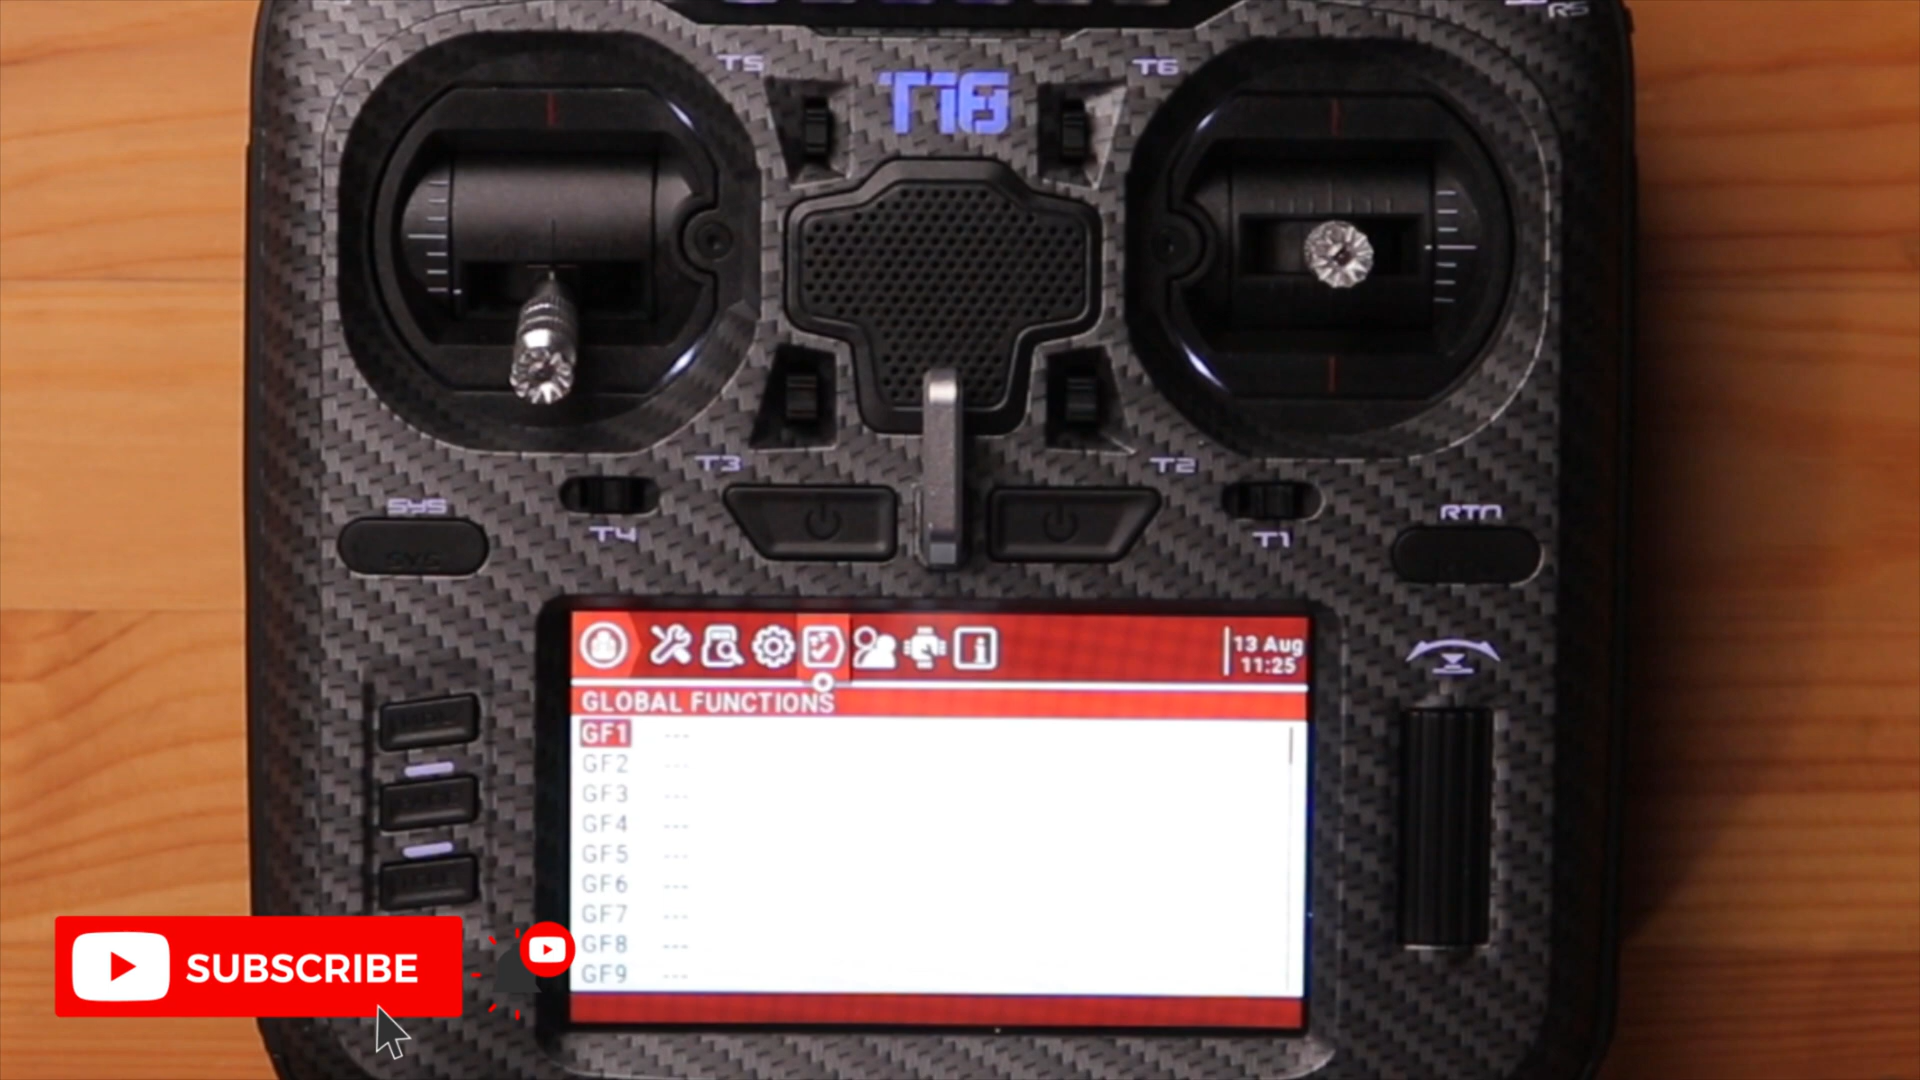 RS
T5
T16
T6
T3
T2
SYS
T4
T1
RTN
13 Aug
11:25
GLOBAL FUNCTIONS
GF1 ---
GF2 ---
GF3 ---
GF4 ---
GF5 ---
GF6 ---
GF7 ---
GF8 ---
GF9 ---
SUBSCRIBE